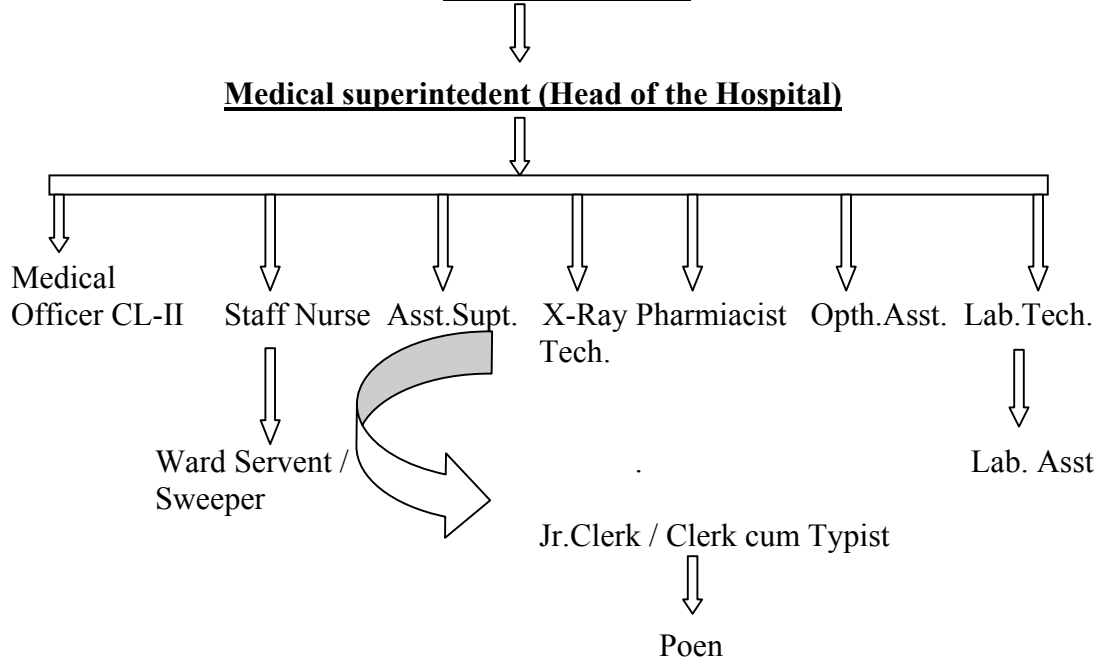 Medical superintedent (Head of the Hospital)
Medical
Officer CL-II Staff Nurse Asst.Supt. X-Ray Pharmiacist Opth.Asst. Lab.Tech.
Tech.
Ward Servent / . Lab. Asst
Sweeper
Jr.Clerk / Clerk cum Typist
Poen